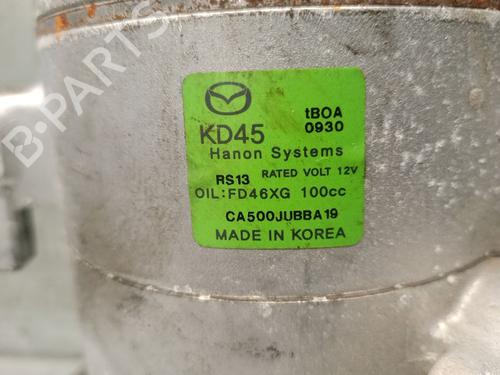 B-PARTS
tBOA
KD45 0930
Hanon Systems
RS13 RATED VOLT 12V
OIL:FD46XG 100cc
CA500JUBBA19
MADE IN KOREA